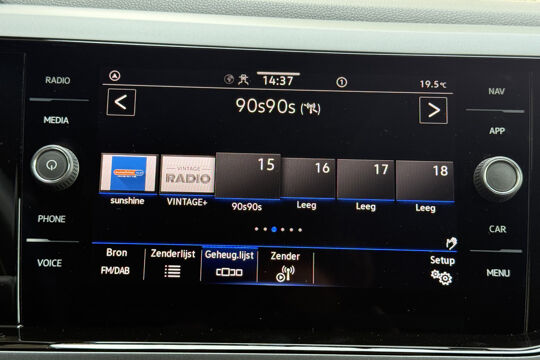 RADIO
14:37
①
19.5°C
NAV
90s90s
MEDIA
APP
VINTAGE
RADIO
15
16
17
18
sunshine
VINTAGE+
90s90s
Leeg
Leeg
Leeg
PHONE
CAR
VOICE
MENU
Bron
FM/DAB
Zenderlijst
Geheug.lijst
Zender
Setup